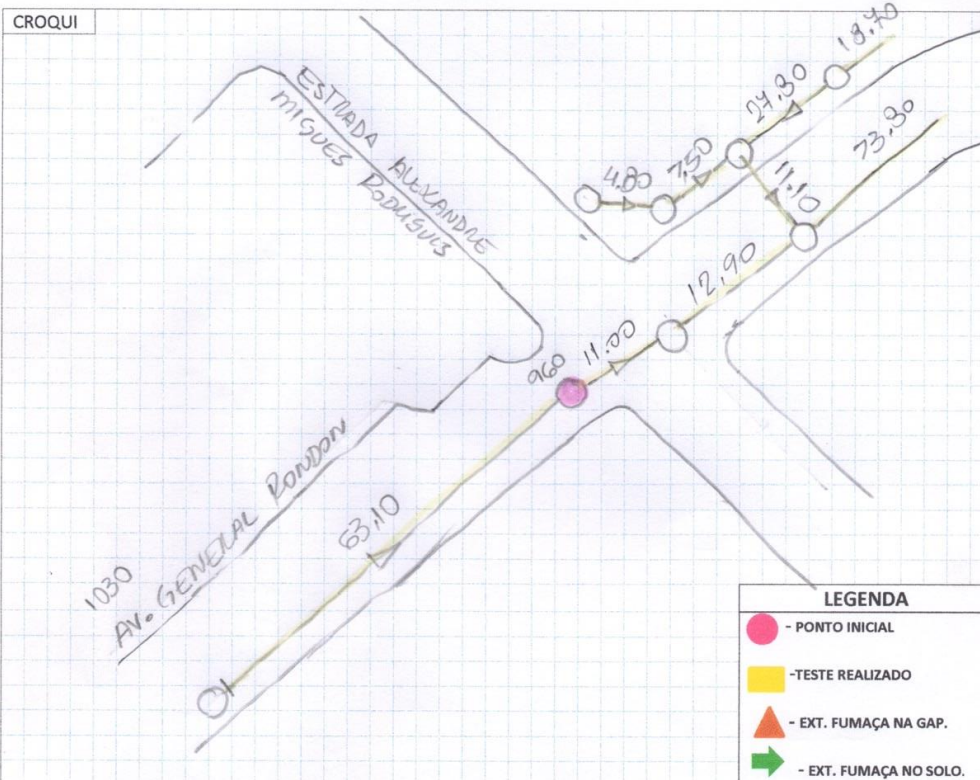 CROQUI
ESTRADA ALEXANDRE
MIGUES RODRIGUES
18.70
27.80
7.50
4.80
11.10
73.80
12.90
11.00
960
63.10
1030
AV. GENERAL RONDON
LEGENDA
- PONTO INICIAL
-TESTE REALIZADO
- EXT. FUMAÇA NA GAP.
- EXT. FUMAÇA NO SOLO.